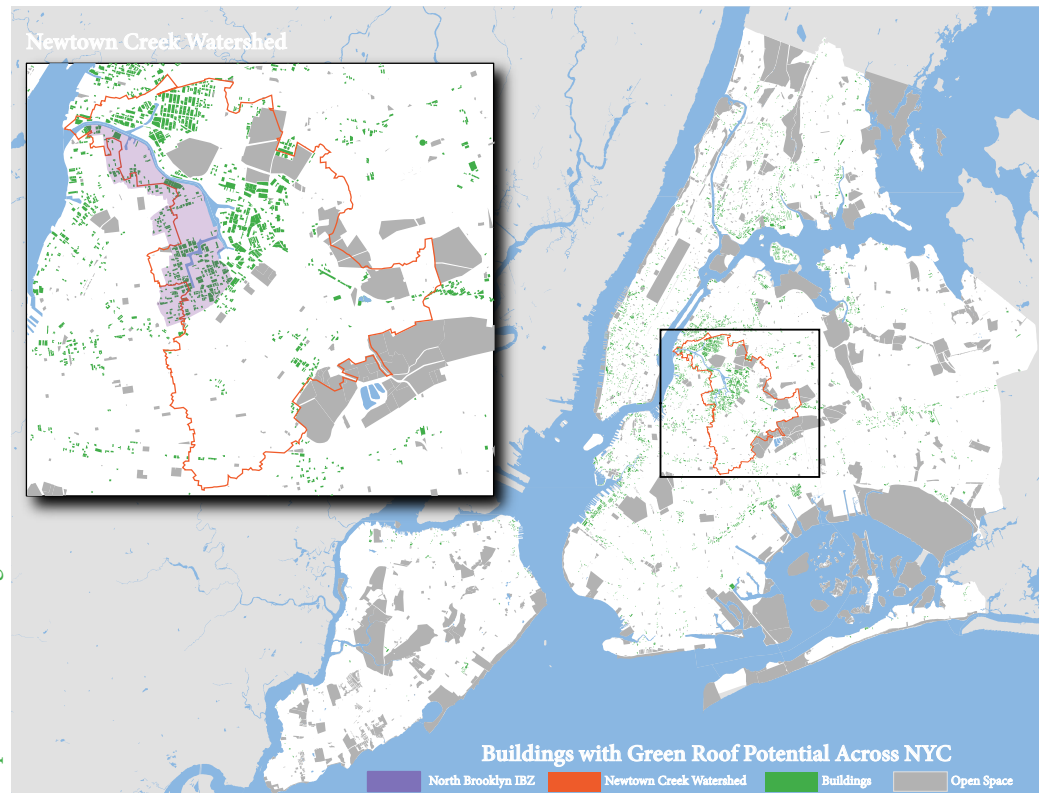 Newtown Creek Watershed
Buildings with Green Roof Potential Across NYC
North Brooklyn IBZ
Newtown Creek Watershed
Buildings
Open Space